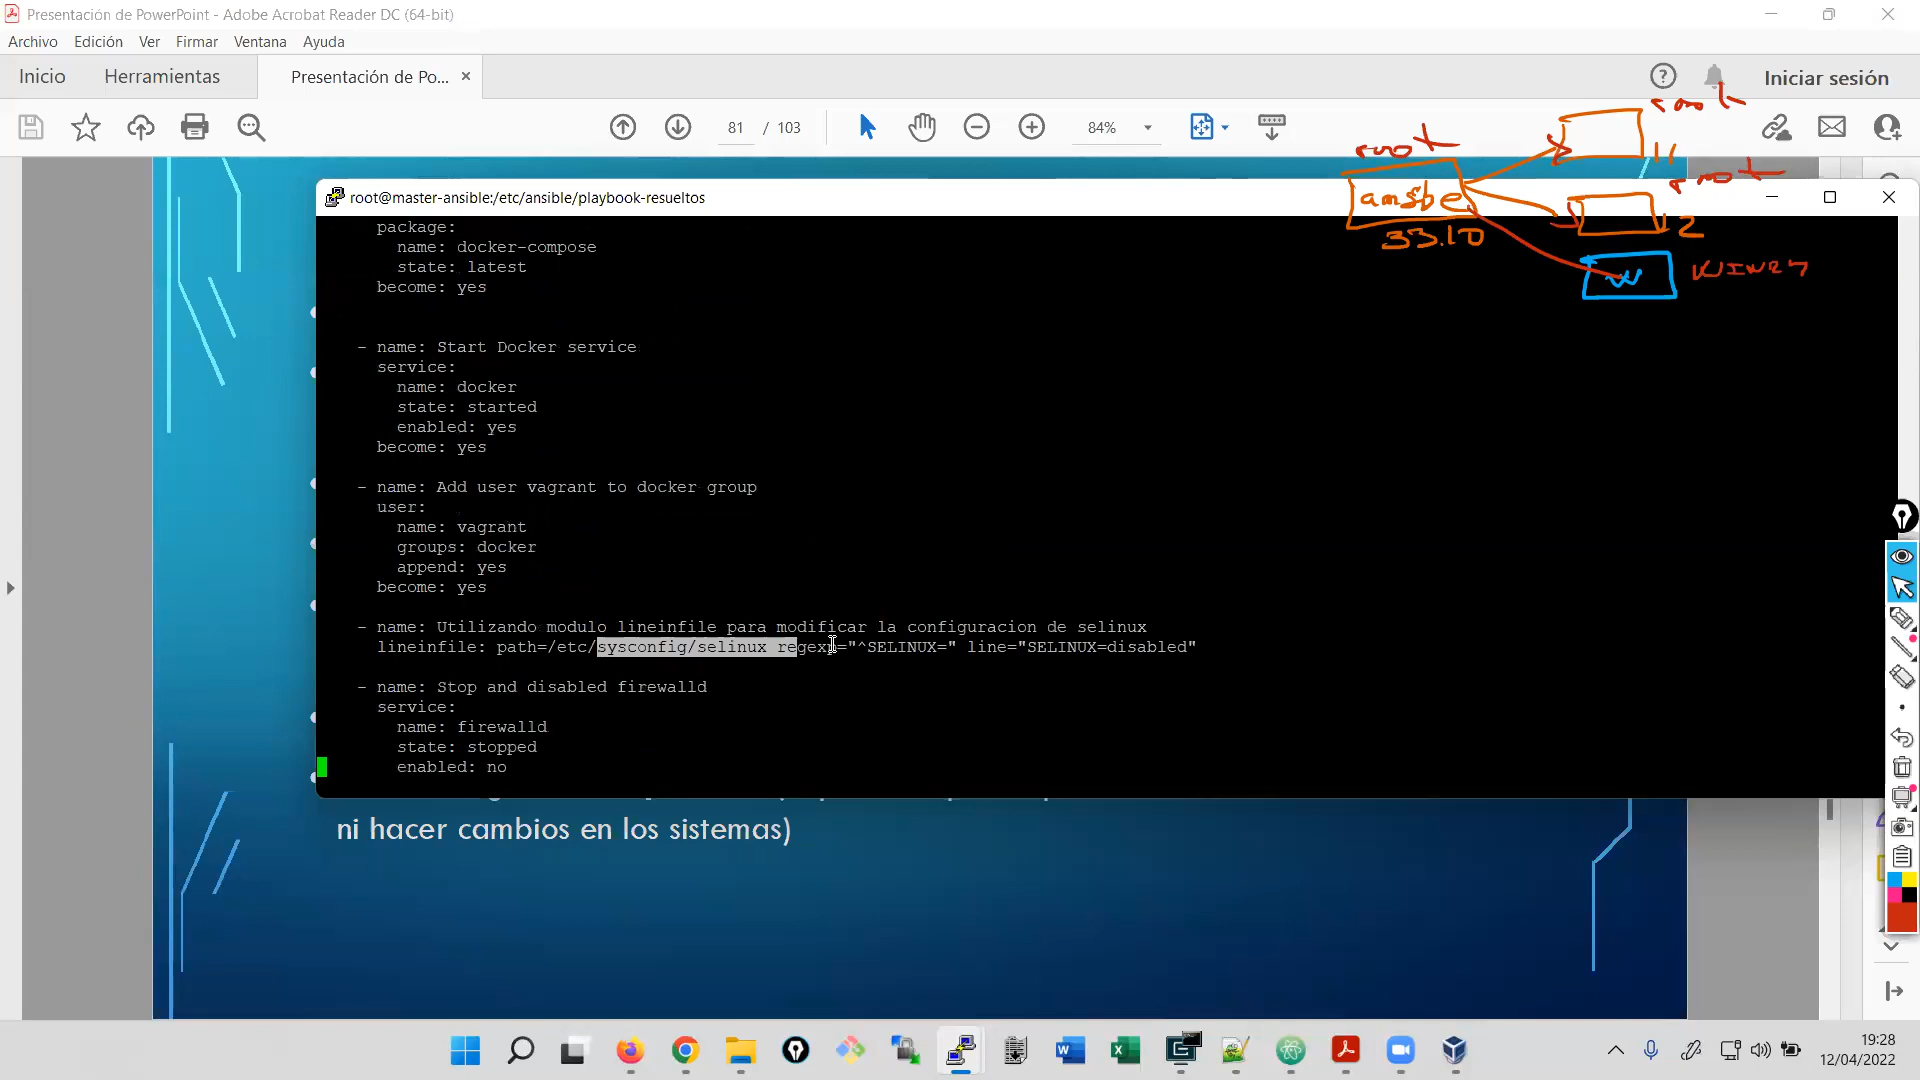 Presentación de PowerPoint - Adobe Acrobat Reader DC (64-bit)
Archivo Edición Ver Firmar Ventana Ayuda
Inicio Herramientas Presentación de Po... Iniciar sesión
81 / 103 84%
root
root
11
root
ansbe
33.10
2
W
root@master-ansible:/etc/ansible/playbook-resueltos
package:
name: docker-compose
state: latest
become: yes
- name: Start Docker service
service:
name: docker
state: started
enabled: yes
become: yes
- name: Add user vagrant to docker group
user:
name: vagrant
groups: docker
append: yes
become: yes
- name: Utilizando modulo lineinfile para modificar la configuracion de selinux
lineinfile: path=/etc/sysconfig/selinux regexp="^SELINUX=" line="SELINUX=disabled"
- name: Stop and disabled firewalld
service:
name: firewalld
state: stopped
enabled: no
ni hacer cambios en los sistemas)
19:28
12/04/2022